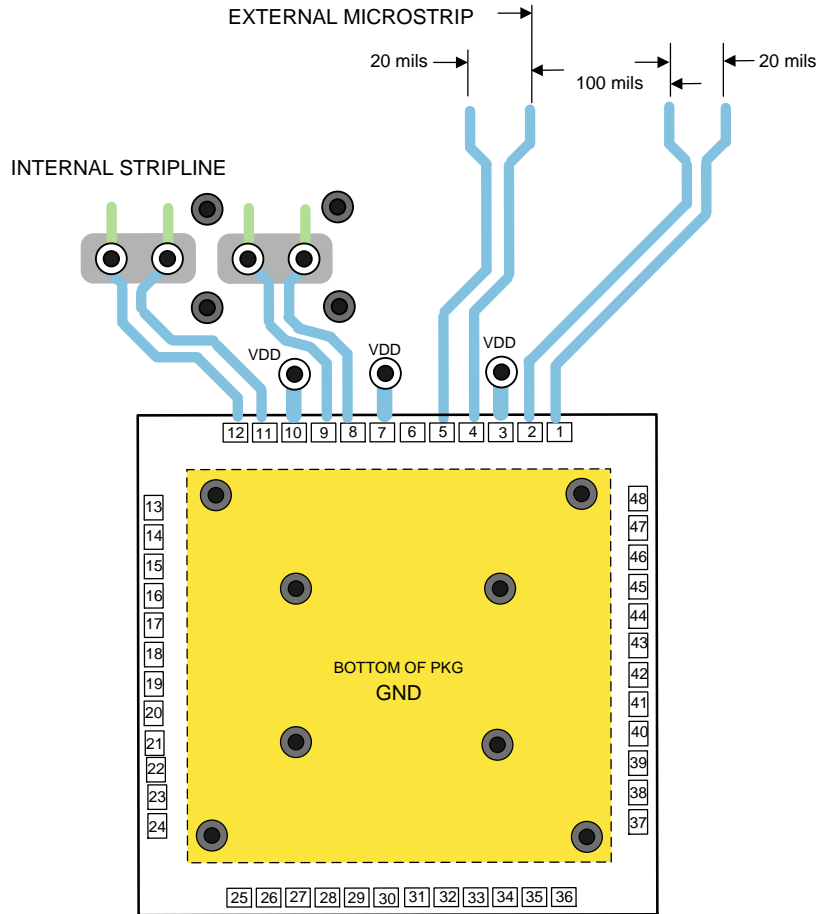 EXTERNAL MICROSTRIP
20 mils
20 mils
100 mils
INTERNAL STRIPLINE
VDD
VDD
VDD
12 11 10 9 8 7 6 5 4 3 2 1
13
14
15
16
17
18
19
20
21
22
23
24
48
47
46
45
44
43
42
41
40
39
38
37
BOTTOM OF PKG
GND
25 26 27 28 29 30 31 32 33 34 35 36